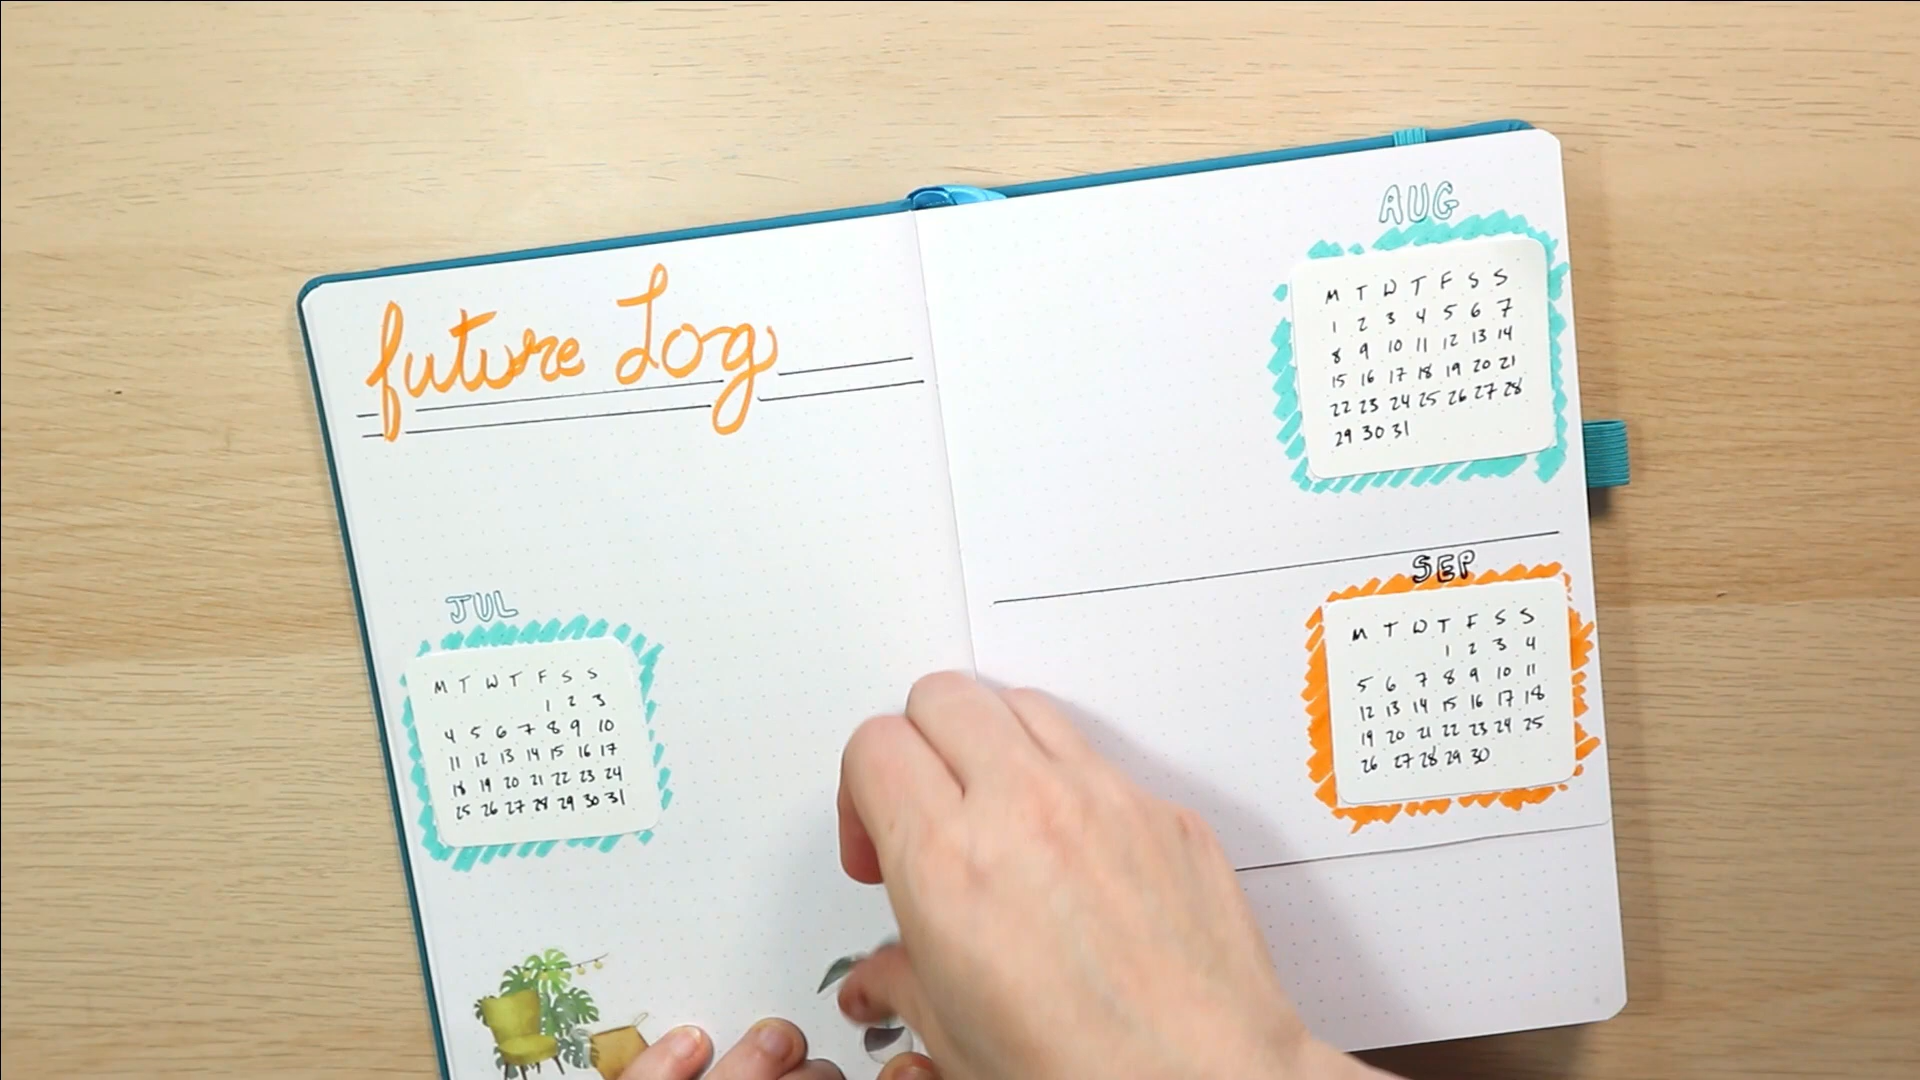 future Log
JUL
M T W T F S S
1 2 3
4 5 6 7 8 9 10
11 12 13 14 15 16 17
18 19 20 21 22 23 24
25 26 27 28 29 30 31
AUG
M T W T F S S
1 2 3 4 5 6 7
8 9 10 11 12 13 14
15 16 17 18 19 20 21
22 23 24 25 26 27 28
29 30 31
SEP
M T W T F S S
1 2 3 4
5 6 7 8 9 10 11
12 13 14 15 16 17 18
19 20 21 22 23 24 25
26 27 28 29 30